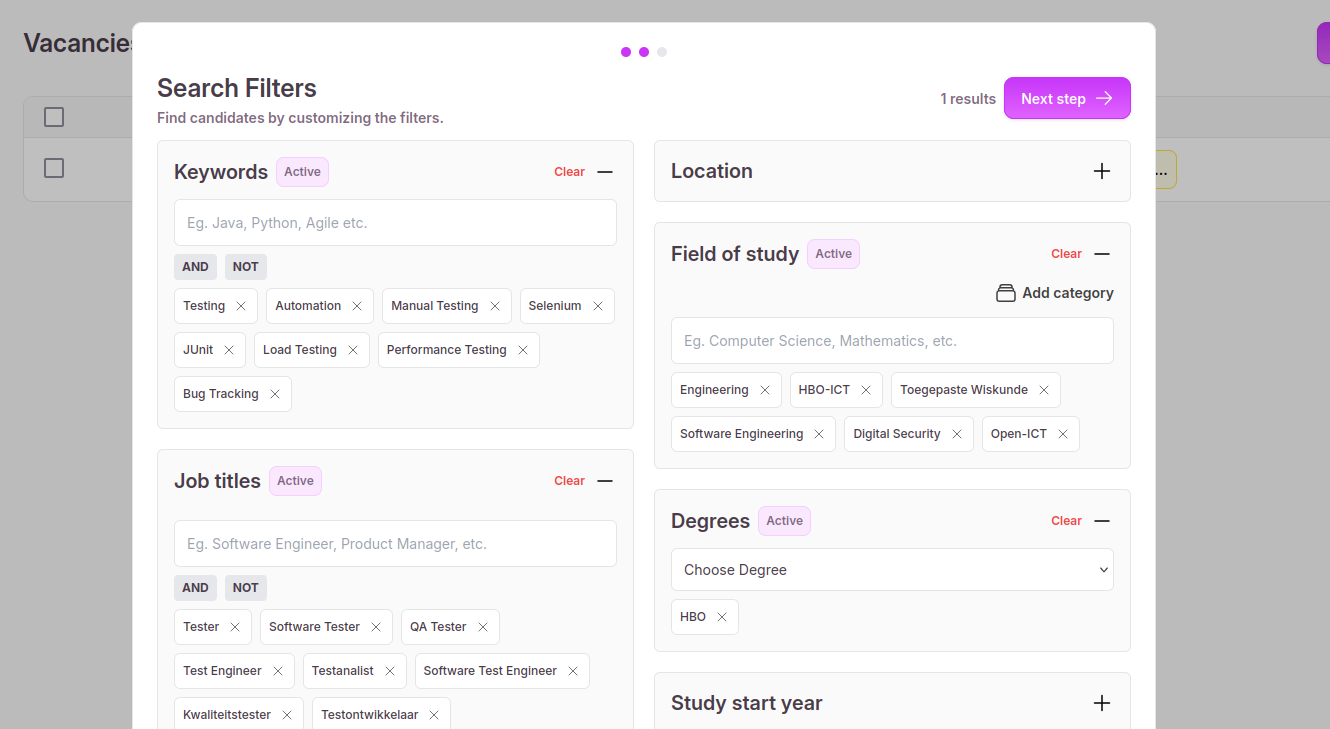 Vacancies
Search Filters
Find candidates by customizing the filters.
1 results
Next step
Keywords Active Clear
Eg. Java, Python, Agile etc.
AND NOT
Testing Automation Manual Testing Selenium
JUnit Load Testing Performance Testing
Bug Tracking
Job titles Active Clear
Eg. Software Engineer, Product Manager, etc.
AND NOT
Tester Software Tester QA Tester
Test Engineer Testanalist Software Test Engineer
Kwaliteitstester Testontwikkelaar
Location
Field of study Active Clear
Add category
Eg. Computer Science, Mathematics, etc.
Engineering HBO-ICT Toegepaste Wiskunde
Software Engineering Digital Security Open-ICT
Degrees Active Clear
Choose Degree
HBO
Study start year
...